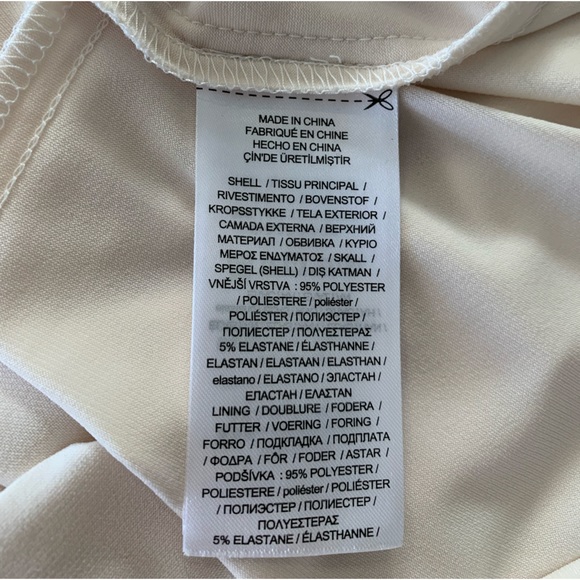 MADE IN CHINA
FABRIQUÉ EN CHINE
HECHO EN CHINA
ÇİN'DE ÜRETİLMİŞTİR
SHELL / TISSU PRINCIPAL /
RIVESTIMENTO / BOVENSTOF /
KROPSSTYKKE / TELA EXTERIOR /
CAMADA EXTERNA / ВЕРХНИЙ
МАТЕРИАЛ / ОБВИВКА / ΚΥΡΙΟ
ΜΕΡΟΣ ΕΝΔΥΜΑΤΟΣ / SKALL /
SPEGEL (SHELL) / DIŞ KATMAN /
VNĚJŠÍ VRSTVA : 95% POLYESTER
/ POLIESTERE / poliéster /
POLIÉSTER / ПОЛИЭСТЕР /
ПОЛИЕСТЕР / ΠΟΛΥΕΣΤΕΡΑΣ
5% ELASTANE / ÉLASTHANNE /
ELASTAN / ELASTAAN / ELASTHAN /
elastano / ELASTANO / ЭЛАСТАН /
ЕЛАСТАН / ΕΛΑΣΤΑΝ
LINING / DOUBLURE / FODERA /
FUTTER / VOERING / FORING /
FORRO / ПОДКЛАДКА / ПОДПЛАТА
/ ΦΟΔΡΑ / FÔR / FODER / ASTAR /
PODŠÍVKA : 95% POLYESTER /
POLIESTERE / poliéster / POLIÉSTER /
ПОЛИЭСТЕР / ПОЛИЕСТЕР /
ΠΟΛΥΕΣΤΕΡΑΣ
5% ELASTANE / ÉLASTHANNE /